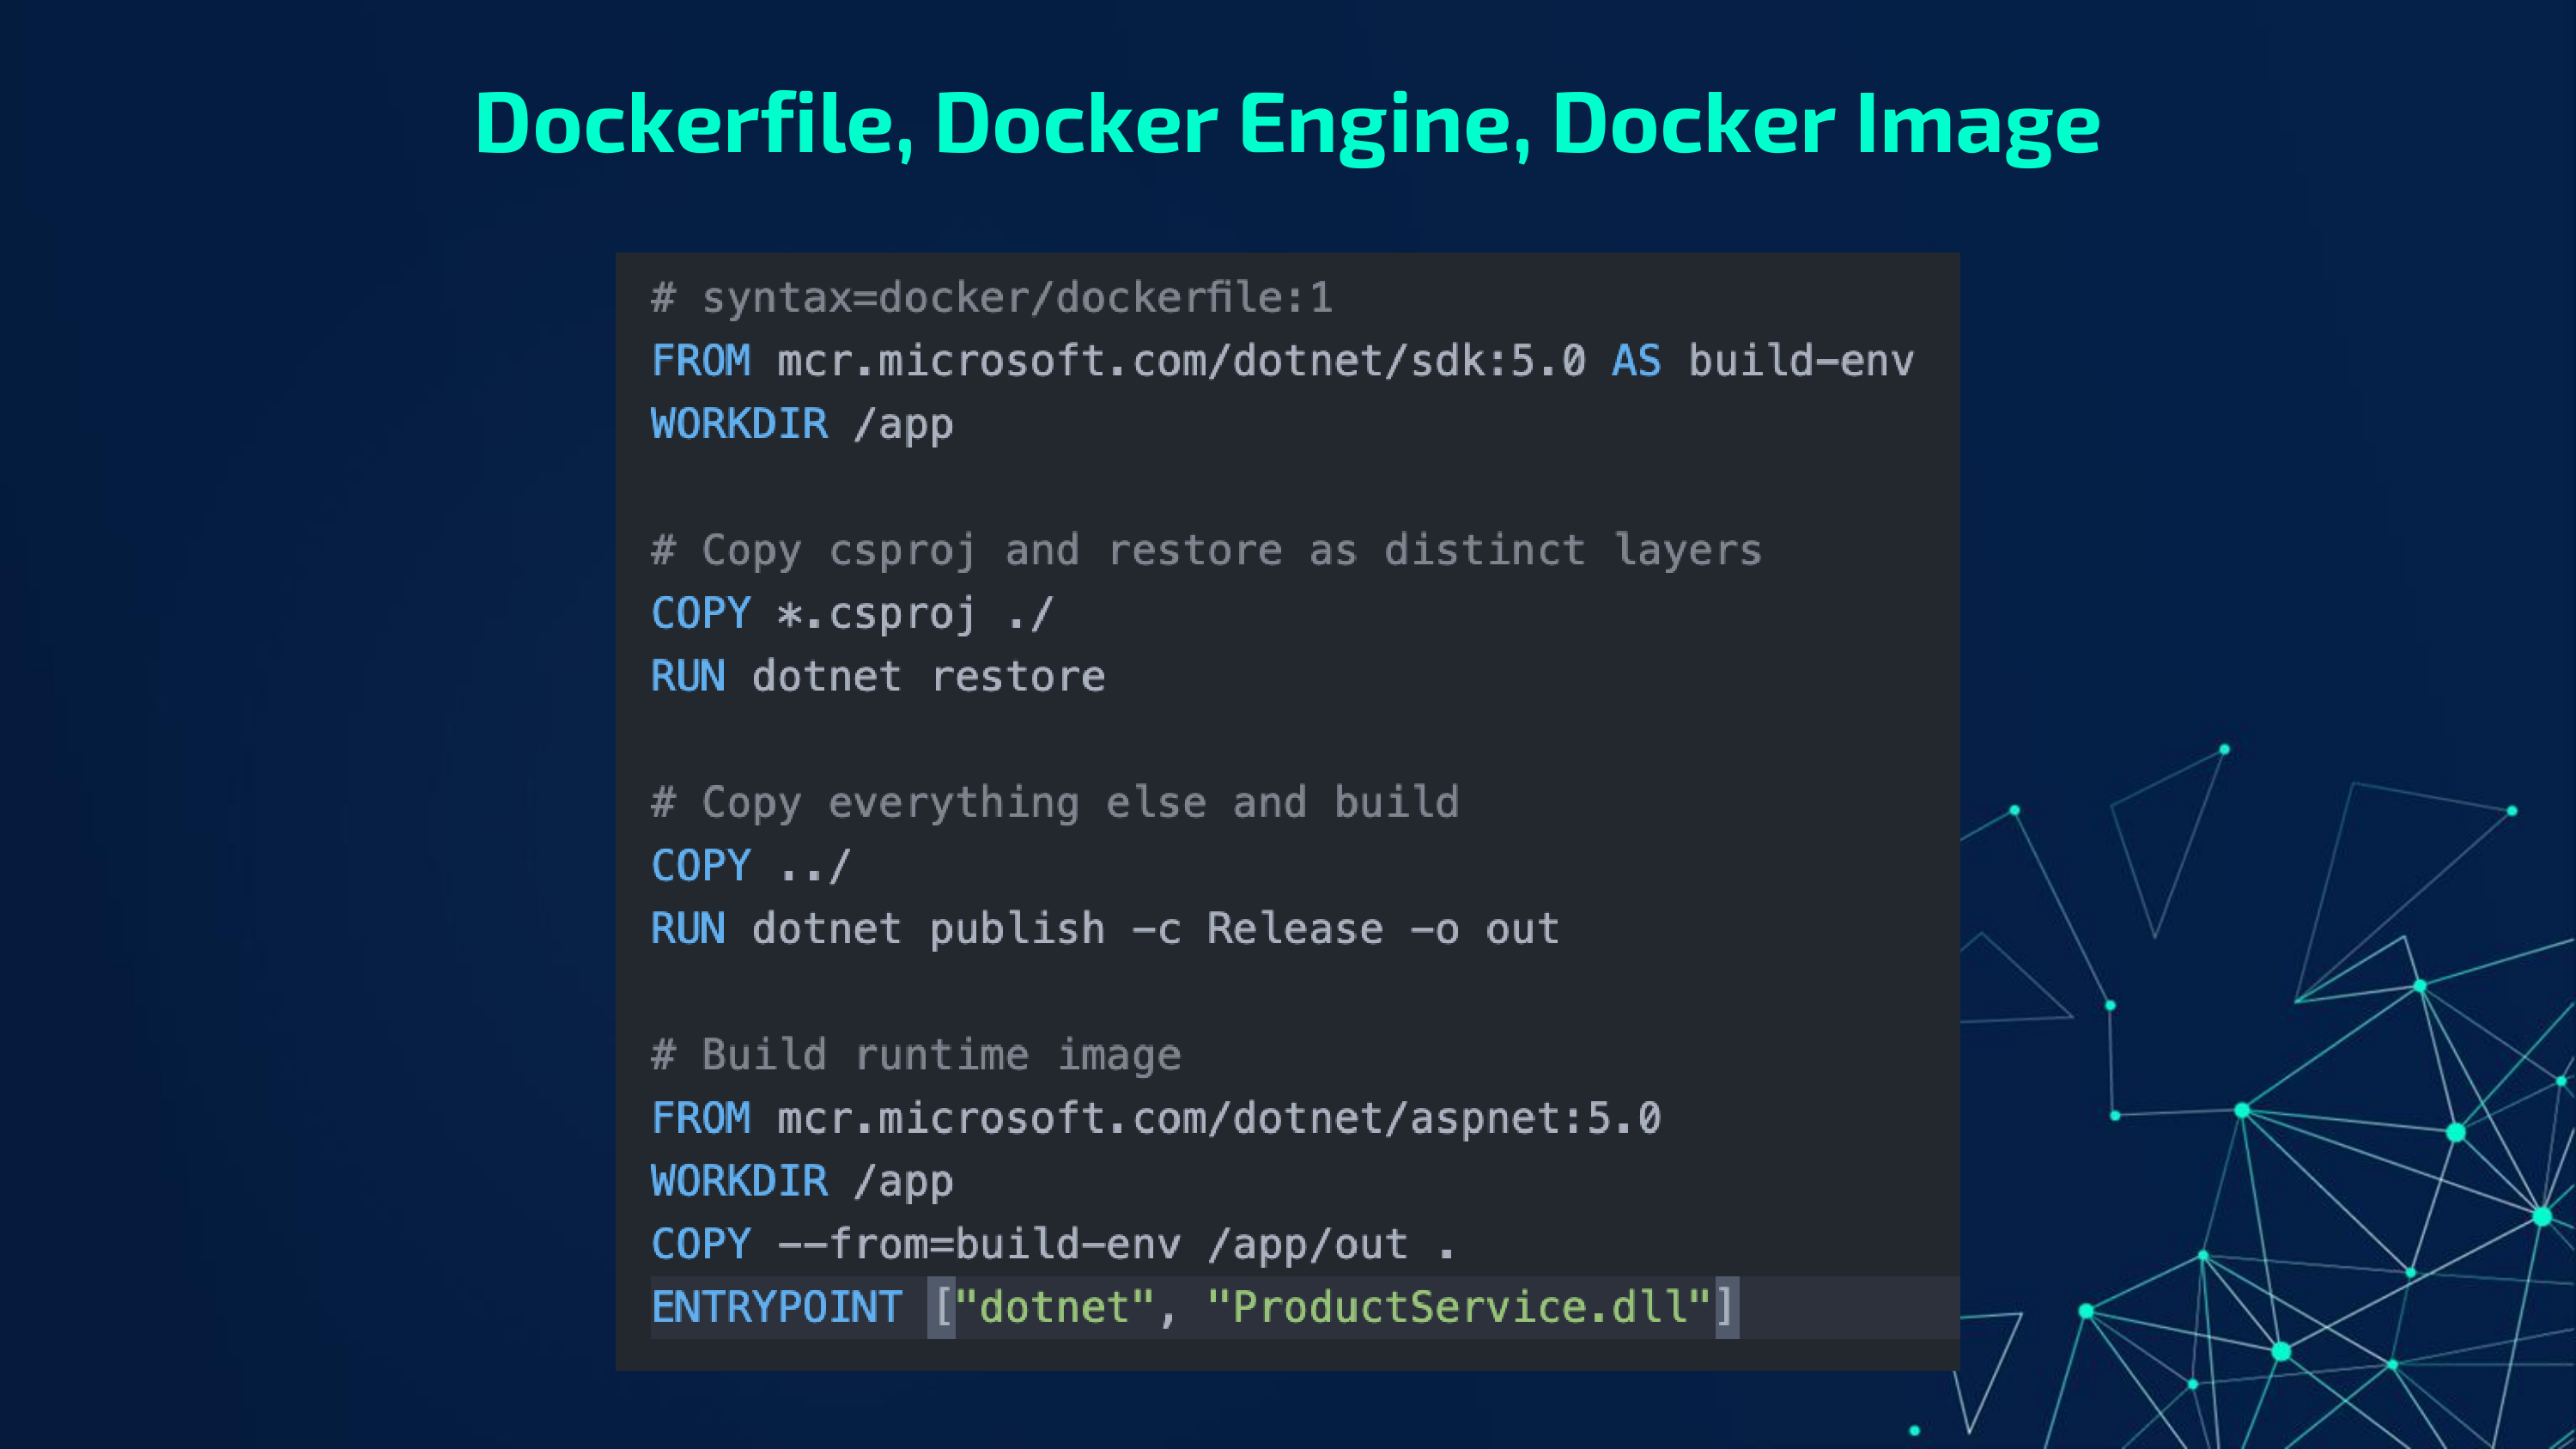 Dockerfile, Docker Engine, Docker Image
# syntax=docker/dockerfile:1
FROM mcr.microsoft.com/dotnet/sdk:5.0 AS build-env
WORKDIR /app
# Copy csproj and restore as distinct layers
COPY *.csproj ./
RUN dotnet restore
# Copy everything else and build
COPY ../
RUN dotnet publish -c Release -o out
# Build runtime image
FROM mcr.microsoft.com/dotnet/aspnet:5.0
WORKDIR /app
COPY --from=build-env /app/out .
ENTRYPOINT ["dotnet", "ProductService.dll"]